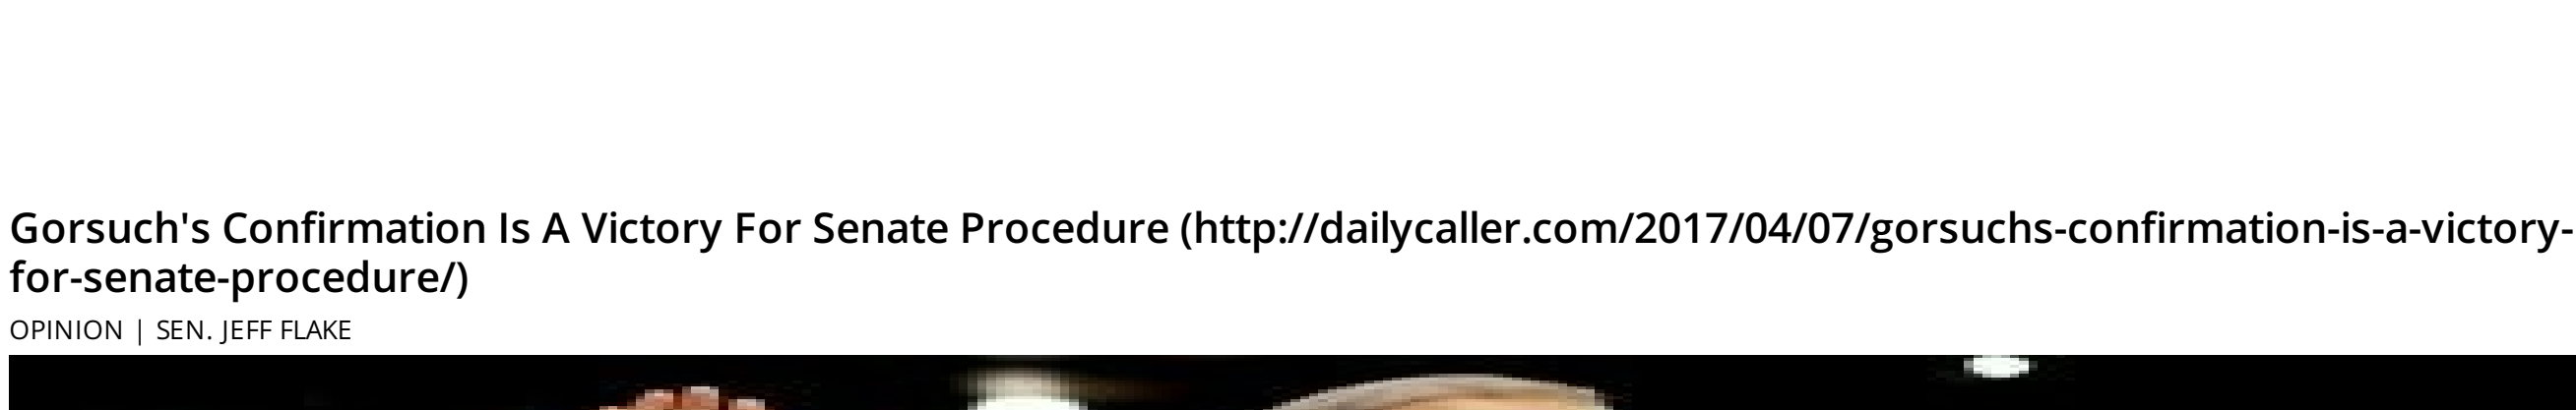 Gorsuch's Confirmation Is A Victory For Senate Procedure (http://dailycaller.com/2017/04/07/gorsuchs-confirmation-is-a-victory-
for-senate-procedure/)
OPINION | SEN. JEFF FLAKE